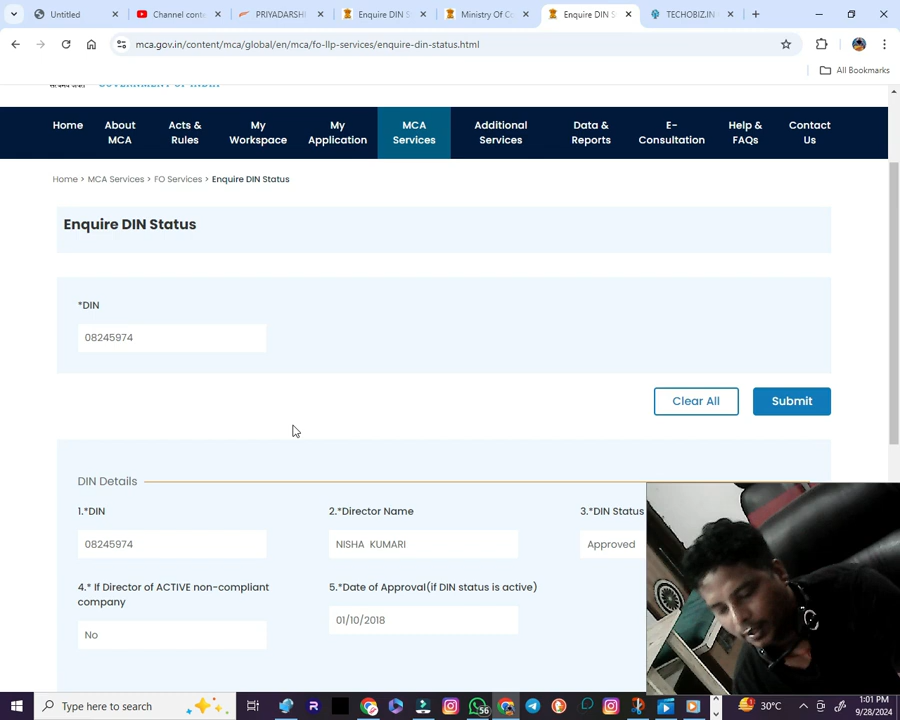 Untitled
Channel conte
PRIYADARSHI
Enquire DIN S
Ministry Of Co
Enquire DIN S
TECHOBIZ.IN
mca.gov.in/content/mca/global/en/mca/fo-llp-services/enquire-din-status.html
All Bookmarks
GOVERNMENT OF INDIA
Home
About MCA
Acts & Rules
My Workspace
My Application
MCA Services
Additional Services
Data & Reports
E-Consultation
Help & FAQs
Contact Us
Home > MCA Services > FO Services > Enquire DIN Status
Enquire DIN Status
*DIN
08245974
Clear All
Submit
DIN Details
1.*DIN
2.*Director Name
3.*DIN Status
08245974
NISHA KUMARI
Approved
4.* If Director of ACTIVE non-compliant
company
5.*Date of Approval(if DIN status is active)
No
01/10/2018
Type here to search
56
30°C
1:01 PM
9/28/2024